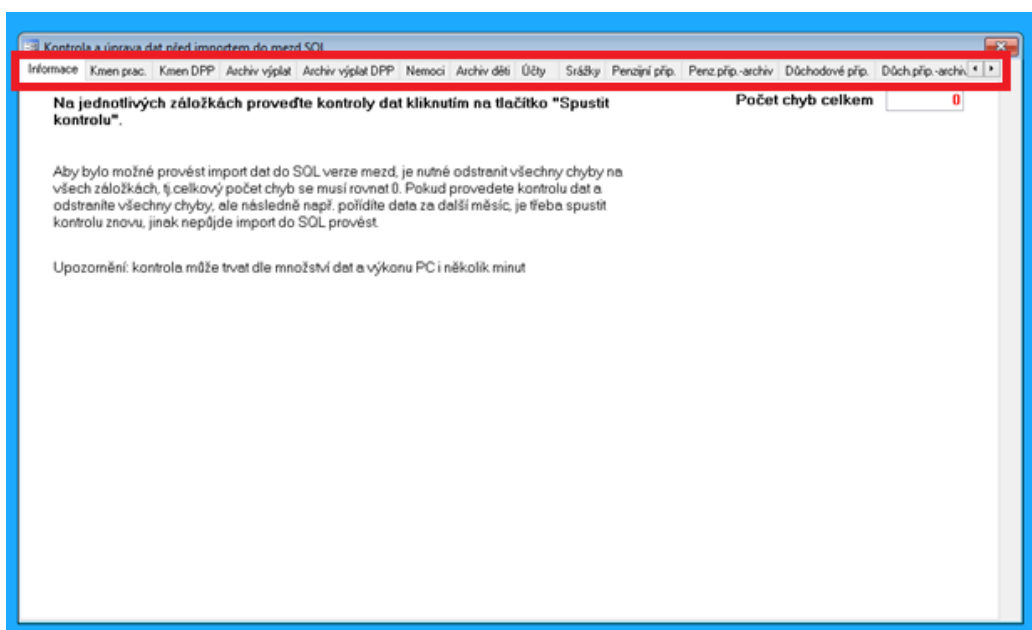 Kontrola a úprava dat před importem do mezd SQL
Informace Kmen prac. Kmen DPP Archiv výplat Archiv výplat DPP Nemoci Archiv děti Účty Srážky Penzijní přip. Penz.přip.-archiv Důchodové přip. Důch.přip.-archiv
Na jednotlivých záložkách proveďte kontroly dat kliknutím na tlačítko "Spustit
kontrolu".
Počet chyb celkem 0
Aby bylo možné provést import dat do SQL verze mezd, je nutné odstranit všechny chyby na
všech záložkách, tj.celkový počet chyb se musí rovnat 0. Pokud provedete kontrolu dat a
odstraníte všechny chyby, ale následně např. pořídíte data za další měsíc, je třeba spustit
kontrolu znovu, jinak nepůjde import do SQL provést.
Upozornění: kontrola může trvat dle množství dat a výkonu PC i několik minut